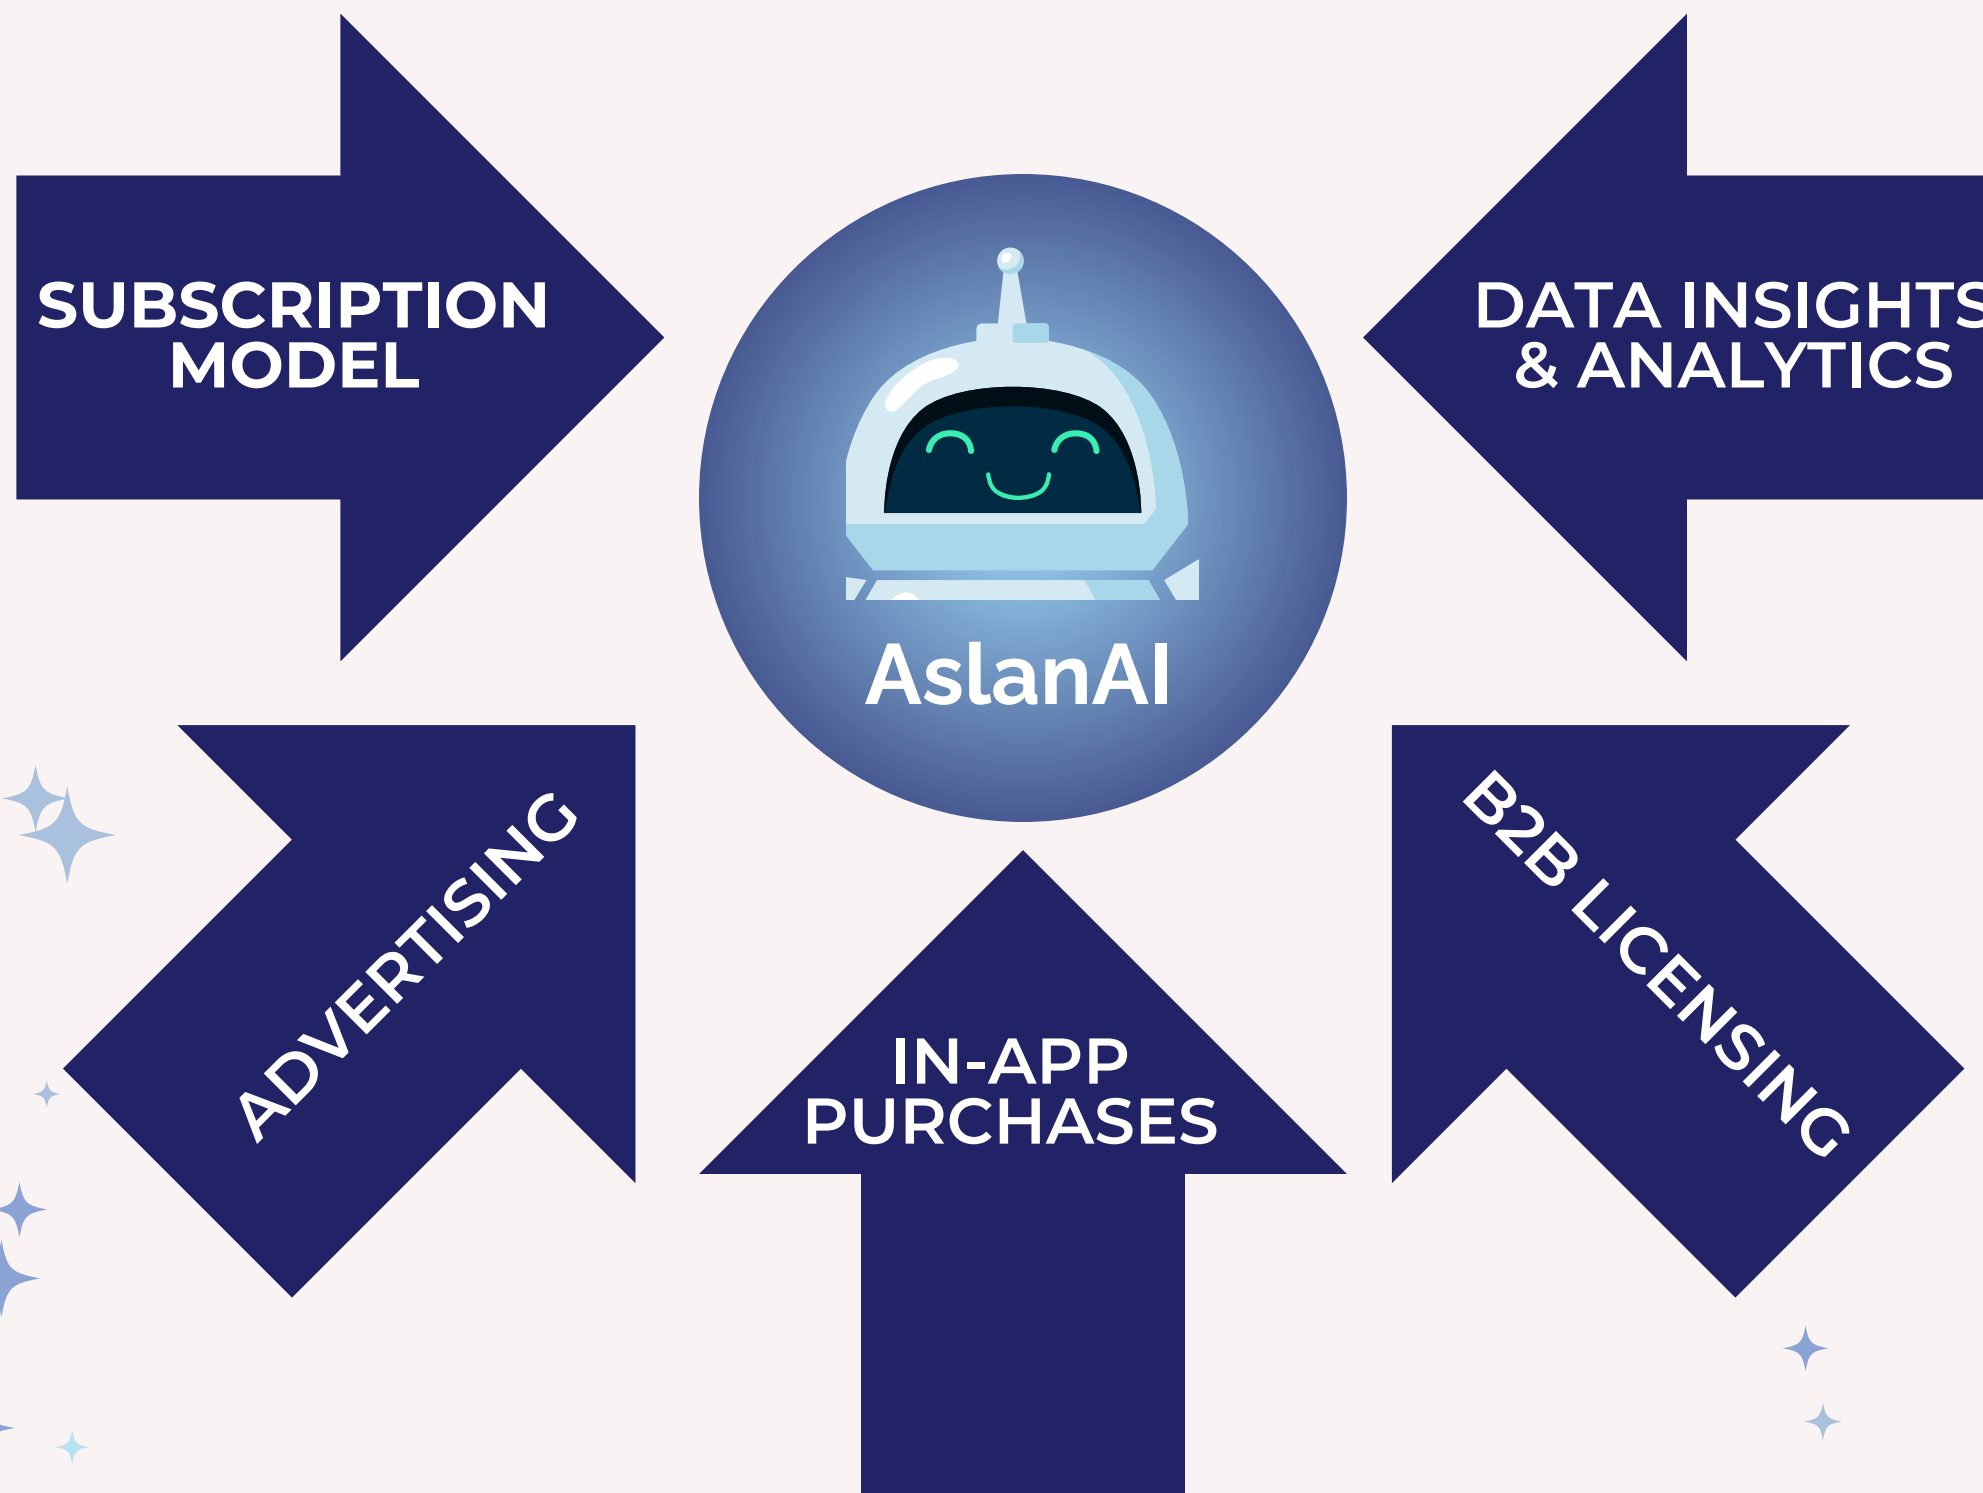 SUBSCRIPTION
MODEL
DATA INSIGHTS
& ANALYTICS
AslanAI
ADVERTISING
IN-APP
PURCHASES
B2B LICENSING